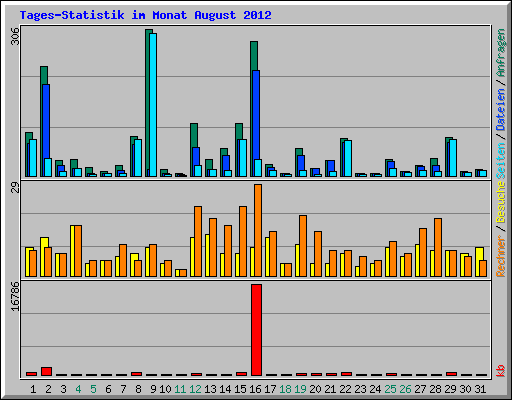 Tages-Statistik im Monat August 2012
306
29
16786
Rechner / Besuche Seiten / Dateien / Anfragen
kb
1 2 3 4 5 6 7 8 9 10 11 12 13 14 15 16 17 18 19 20 21 22 23 24 25 26 27 28 29 30 31